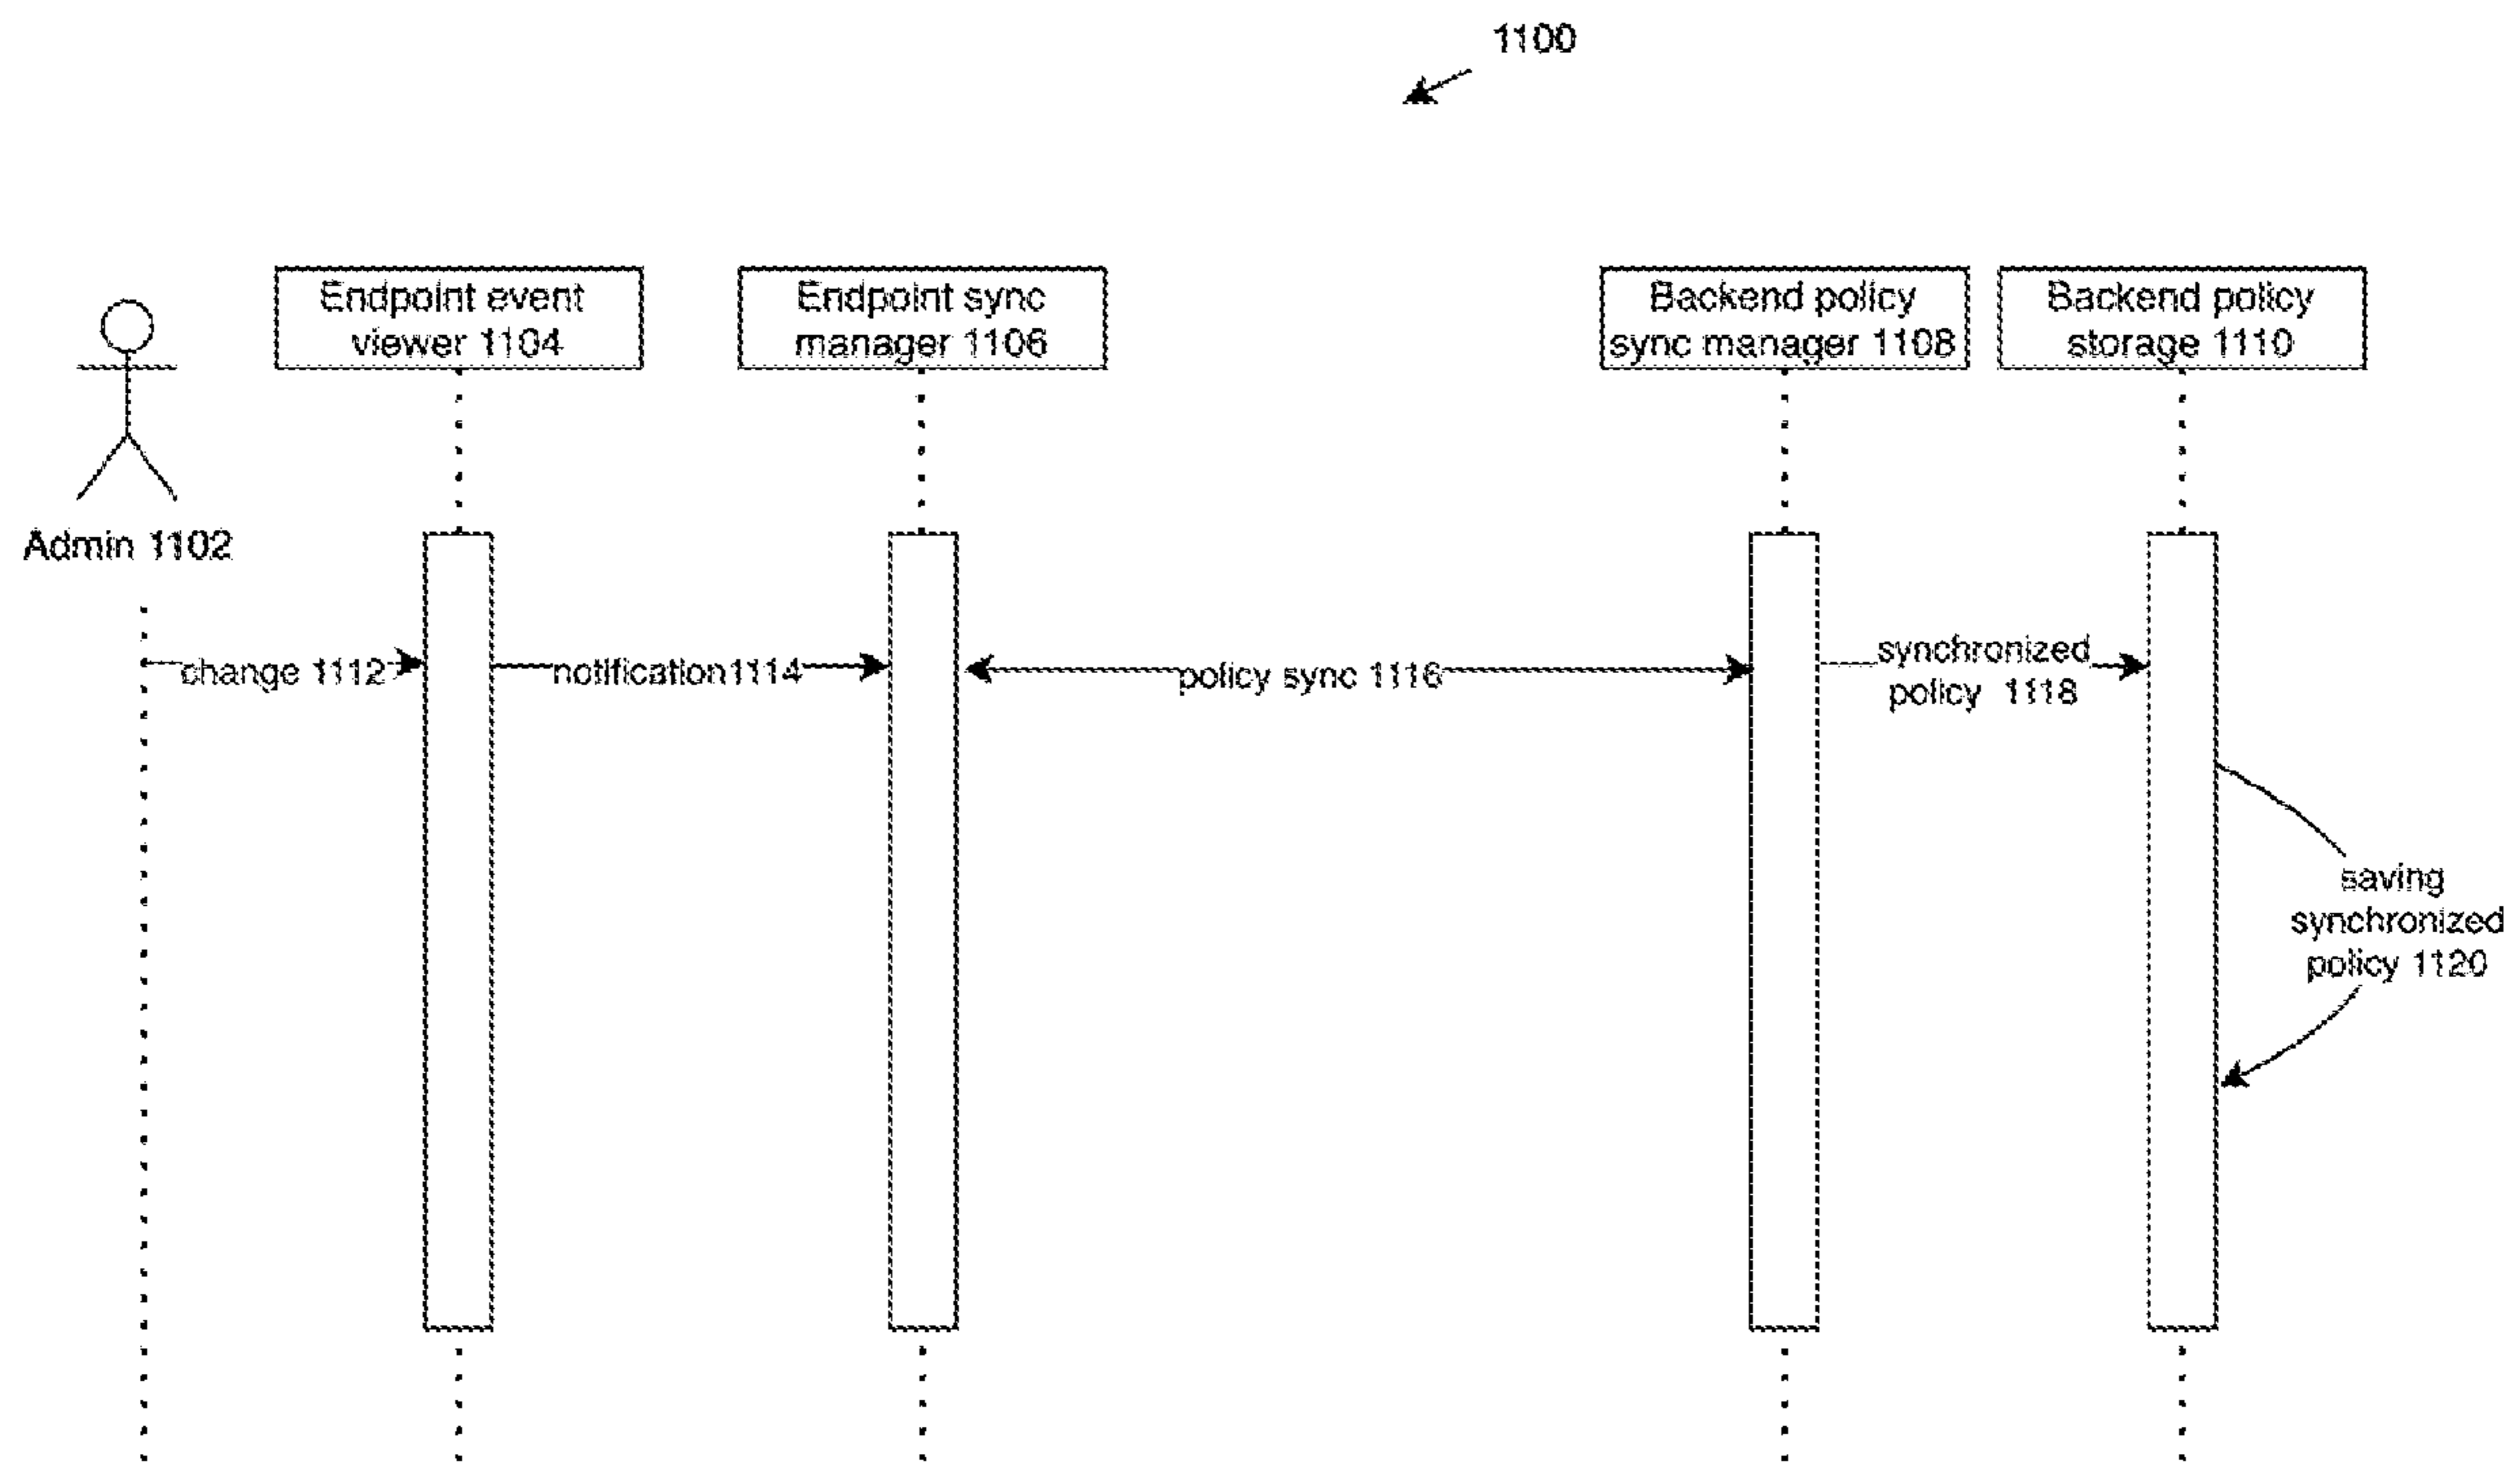 1100
Endpoint event
viewer 1104
Endpoint sync
manager 1106
Backend policy
sync manager 1108
Backend policy
storage 1110
Admin 1102
change 1112
notification1114
policy sync 1116
synchronized
policy 1118
saving
synchronized
policy 1120